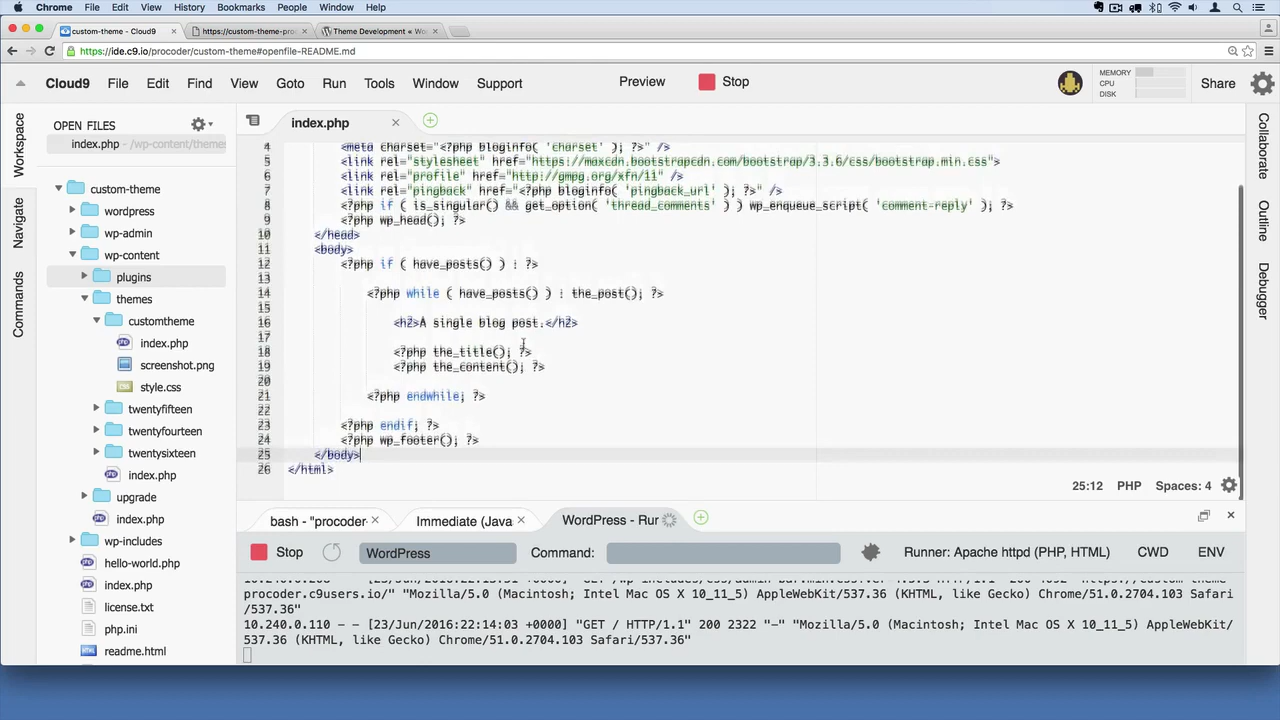 Chrome File Edit View History Bookmarks People Window Help
custom-theme - Cloud9 × https://custom-theme-proc × Theme Development « Wor ×
https://ide.c9.io/procoder/custom-theme#openfile-README.md
Cloud9 File Edit Find View Goto Run Tools Window Support Preview Stop MEMORY CPU DISK Share
Workspace
Navigate
Commands
OPEN FILES
index.php - /wp-content/themes
custom-theme
wordpress
wp-admin
wp-content
plugins
themes
customtheme
index.php
screenshot.png
style.css
twentyfifteen
twentyfourteen
twentysixteen
index.php
upgrade
index.php
wp-includes
hello-world.php
index.php
license.txt
php.ini
readme.html
index.php ×
4 <meta charset="<?php bloginfo( 'charset' ); ?>" />
5 <link rel="stylesheet" href="https://maxcdn.bootstrapcdn.com/bootstrap/3.3.6/css/bootstrap.min.css">
6 <link rel="profile" href="http://gmpg.org/xfn/11" />
7 <link rel="pingback" href="<?php bloginfo( 'pingback_url' ); ?>" />
8 <?php if ( is_singular() && get_option( 'thread_comments' ) ) wp_enqueue_script( 'comment-reply' ); ?>
9 <?php wp_head(); ?>
10 </head>
11 <body>
12 <?php if ( have_posts() ) : ?>
13
14 <?php while ( have_posts() ) : the_post(); ?>
15
16 <h2>A single blog post.</h2>
17
18 <?php the_title(); ?>
19 <?php the_content(); ?>
20
21 <?php endwhile; ?>
22
23 <?php endif; ?>
24 <?php wp_footer(); ?>
25 </body>
26 </html>
25:12 PHP Spaces: 4
Collaborate
Outline
Debugger
bash - "procoder- × Immediate (Java × WordPress - Run
Stop WordPress Command: Runner: Apache httpd (PHP, HTML) CWD ENV
procoder.c9users.io/" "Mozilla/5.0 (Macintosh; Intel Mac OS X 10_11_5) AppleWebKit/537.36 (KHTML, like Gecko) Chrome/51.0.2704.103 Safari
/537.36"
10.240.0.110 - - [23/Jun/2016:22:14:03 +0000] "GET / HTTP/1.1" 200 2322 "-" "Mozilla/5.0 (Macintosh; Intel Mac OS X 10_11_5) AppleWebKit/
537.36 (KHTML, like Gecko) Chrome/51.0.2704.103 Safari/537.36"